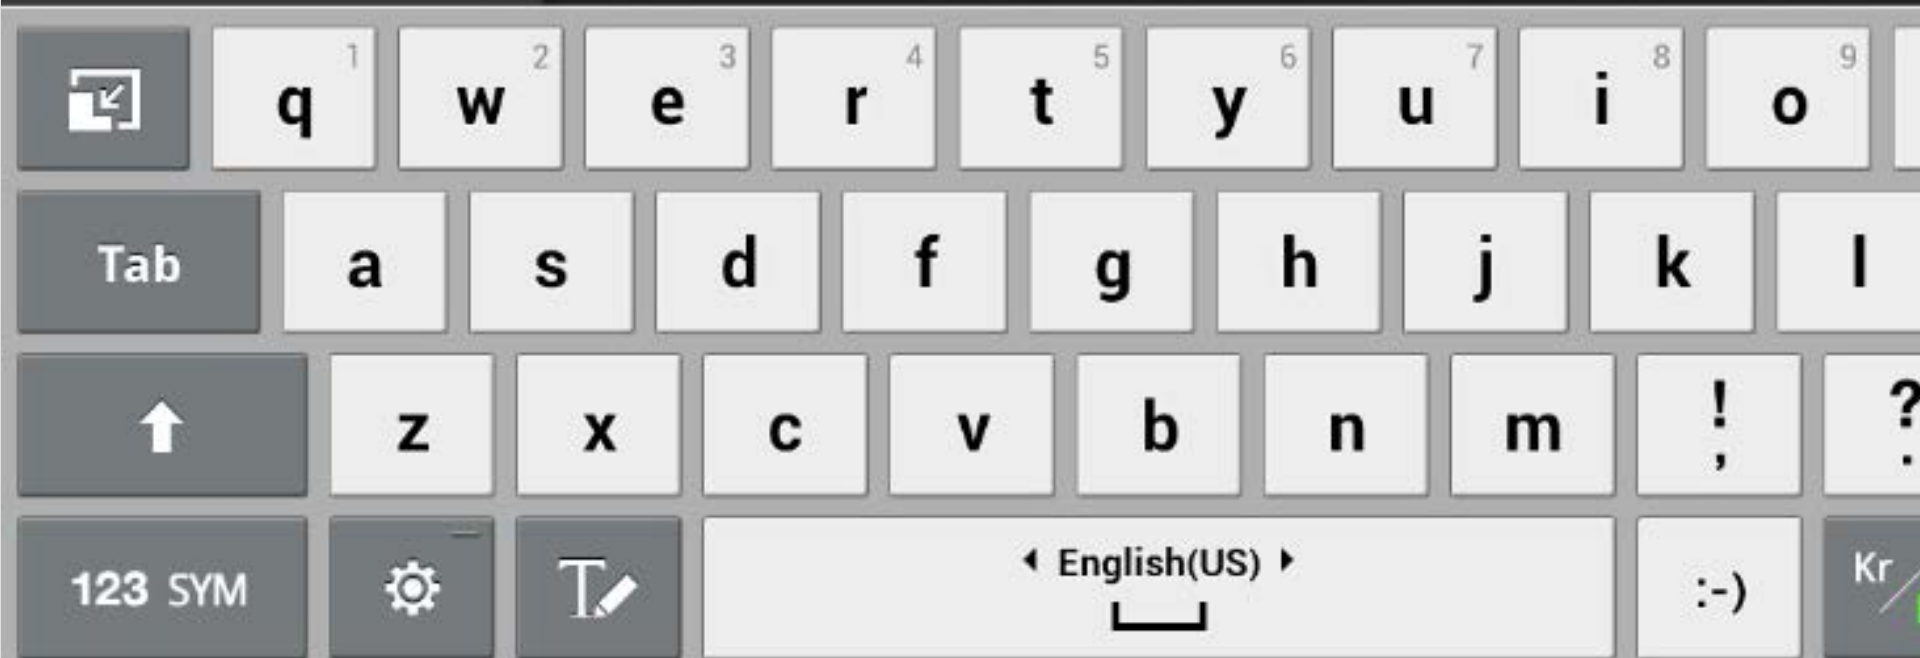 1 2 3 4 5 6 7 8 9
q w e r t y u i o
Tab a s d f g h j k l
z x c v b n m ! , ? .
123 SYM English(US) :-) Kr